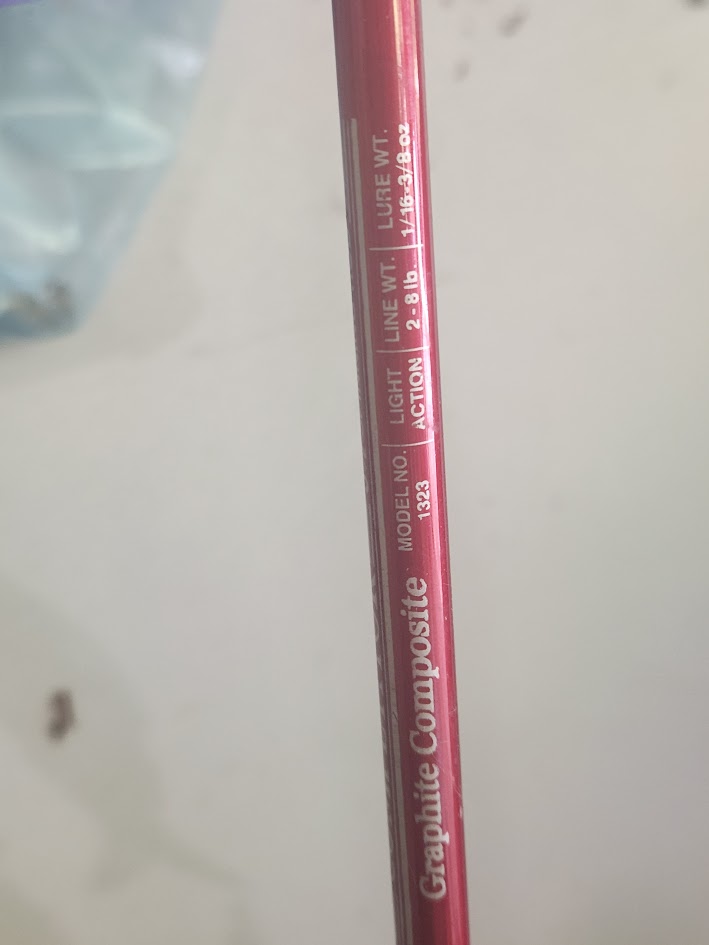 Graphite Composite
MODEL NO. 1323
LIGHT ACTION
LINE WT. 2 - 8 lb.
LURE WT. 1/16-3/8 oz